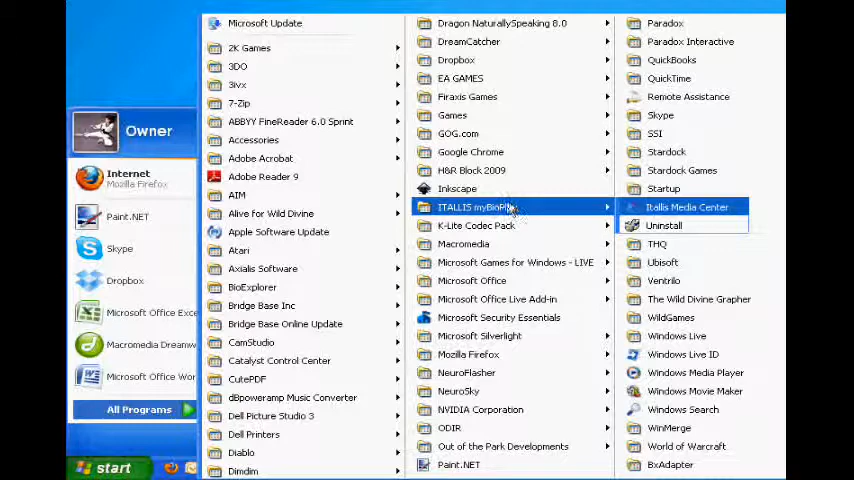 Owner
Internet
Mozilla Firefox
Paint.NET
Skype
Dropbox
Microsoft Office Exce
Macromedia Dreamw
Microsoft Office Wor
All Programs
start
Microsoft Update
2K Games
3DO
3ivx
7-Zip
ABBYY FineReader 6.0 Sprint
Accessories
Adobe Acrobat
Adobe Reader 9
AIM
Alive for Wild Divine
Apple Software Update
Atari
Axialis Software
BioExplorer
Bridge Base Inc
Bridge Base Online Update
CamStudio
Catalyst Control Center
CutePDF
dBpoweramp Music Converter
Dell Picture Studio 3
Dell Printers
Diablo
Dimdim
Dragon NaturallySpeaking 8.0
DreamCatcher
Dropbox
EA GAMES
Firaxis Games
Games
GOG.com
Google Chrome
H&R Block 2009
Inkscape
ITALLIS
K-Lite Codec Pack
Macromedia
Microsoft Games for Windows - LIVE
Microsoft Office
Microsoft Office Live Add-in
Microsoft Security Essentials
Microsoft Silverlight
Mozilla Firefox
NeuroFlasher
NeuroSky
NVIDIA Corporation
ODIR
Out of the Park Developments
Paint.NET
Paradox
Paradox Interactive
QuickBooks
QuickTime
Remote Assistance
Skype
SSI
Stardock
Stardock Games
Startup
Itallis Media Center
Uninstall
THQ
Ubisoft
Ventrilo
The Wild Divine Grapher
WildGames
Windows Live
Windows Live ID
Windows Media Player
Windows Movie Maker
Windows Search
WinMerge
World of Warcraft
BxAdapter